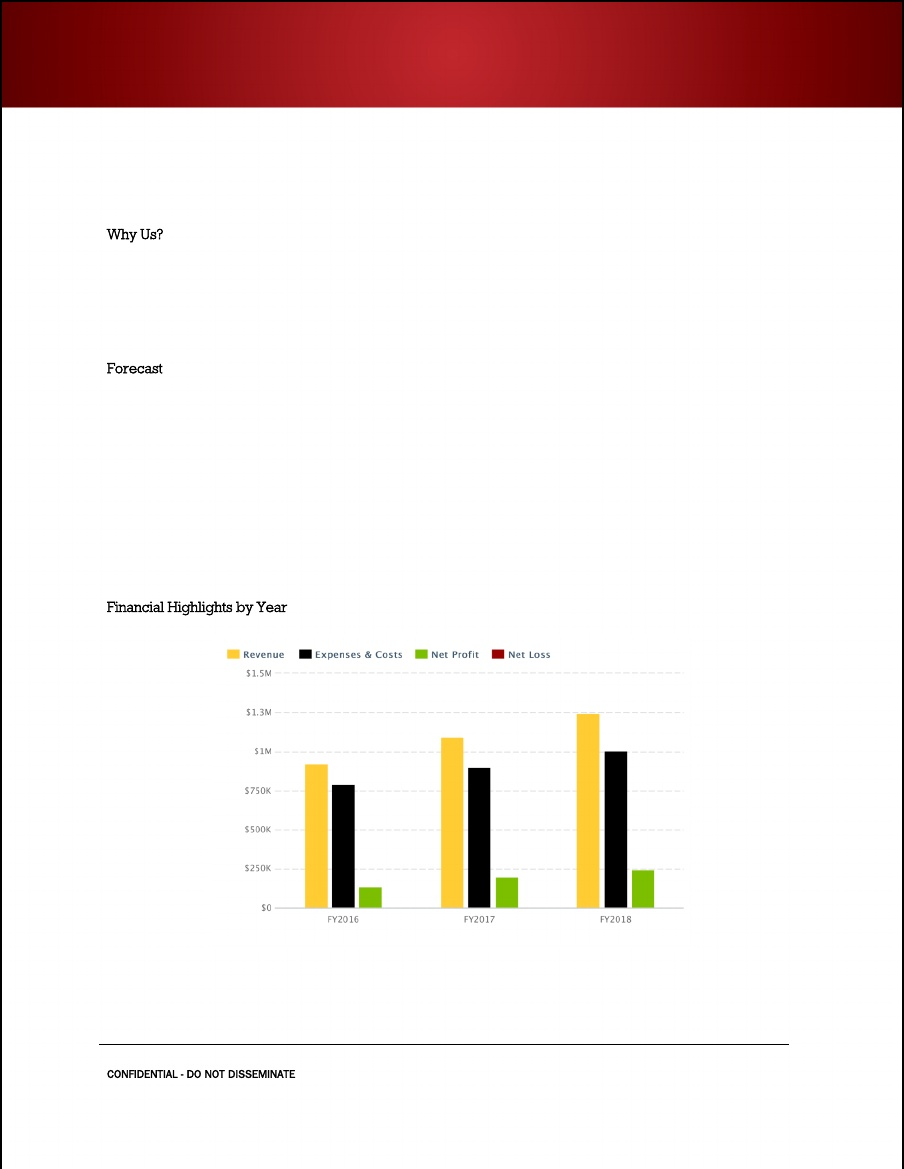 Why Us?
Forecast
Financial Highlights by Year
Revenue Expenses & Costs Net Profit Net Loss
$1.5M
$1.3M
$1M
$750K
$500K
$250K
$0
FY2016 FY2017 FY2018
CONFIDENTIAL - DO NOT DISSEMINATE